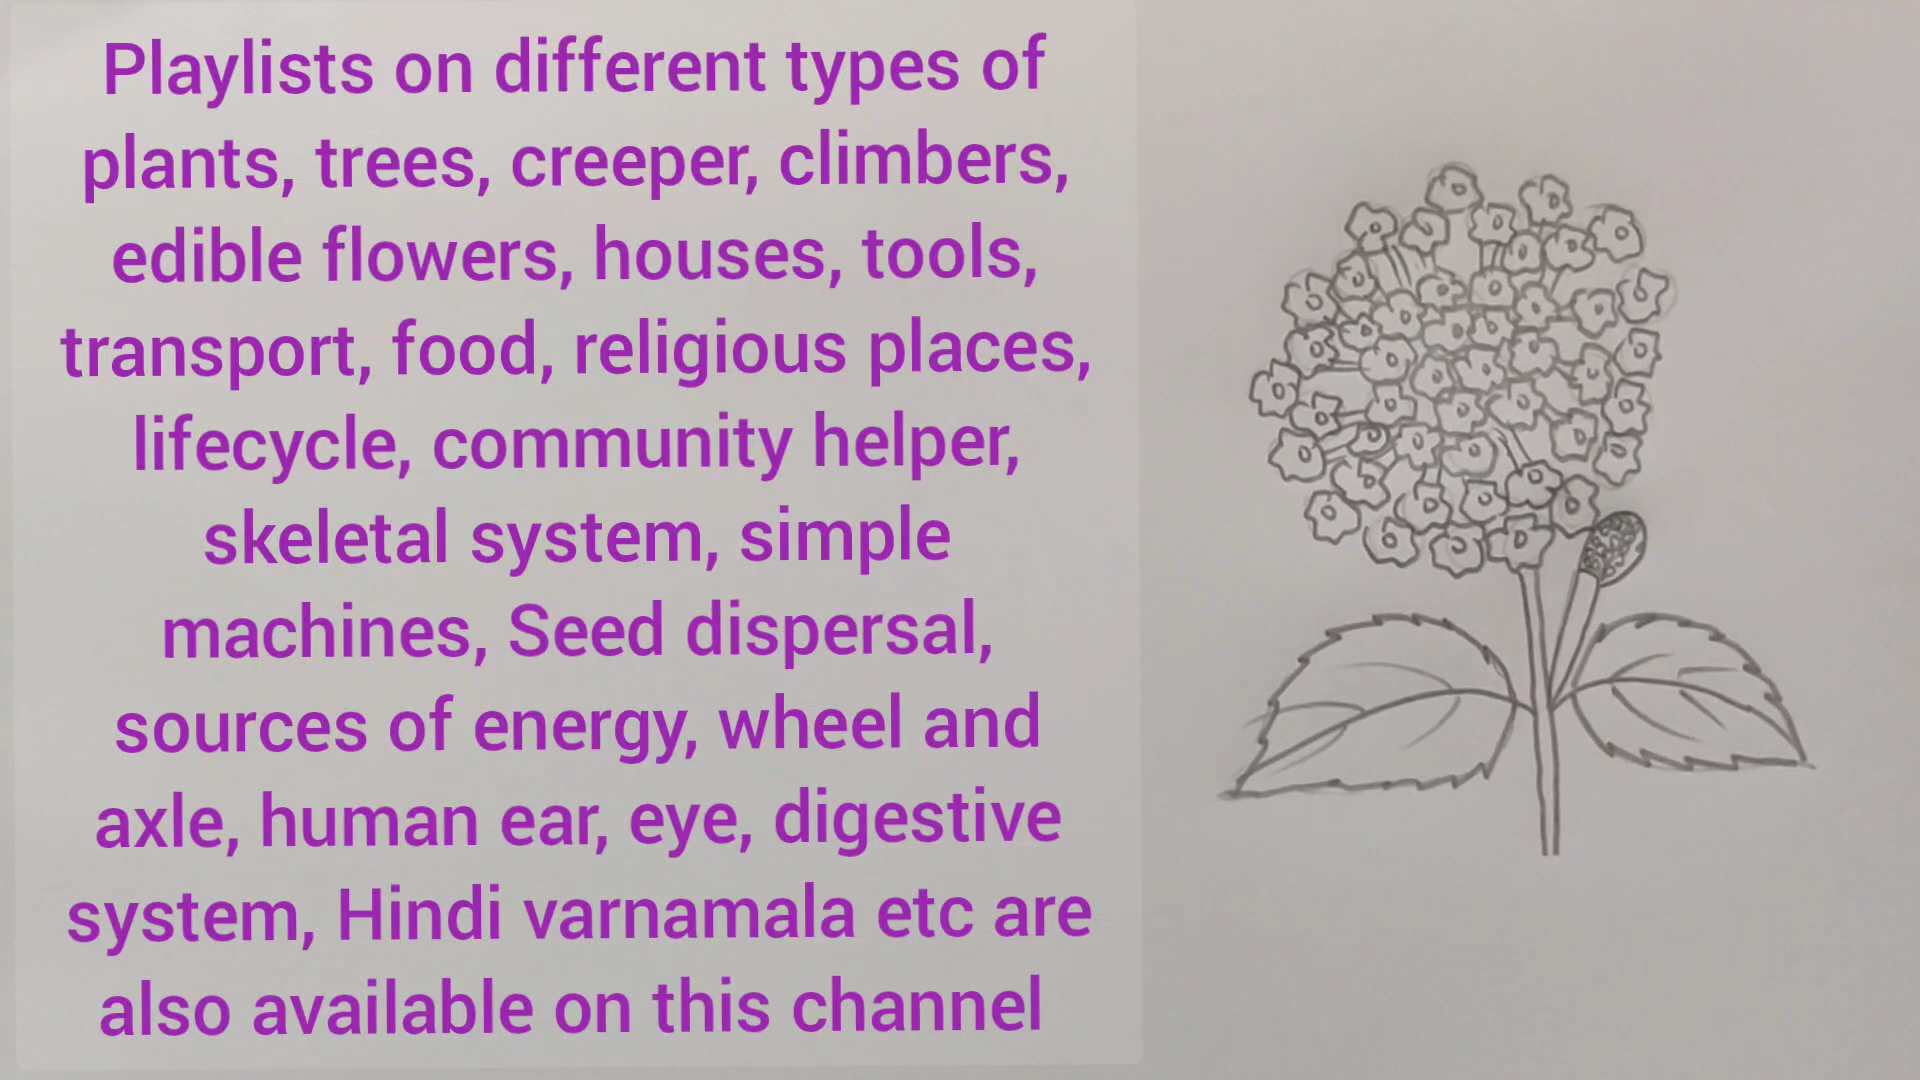 Playlists on different types of
plants, trees, creeper, climbers,
edible flowers, houses, tools,
transport, food, religious places,
lifecycle, community helper,
skeletal system, simple
machines, Seed dispersal,
sources of energy, wheel and
axle, human ear, eye, digestive
system, Hindi varnamala etc are
also available on this channel